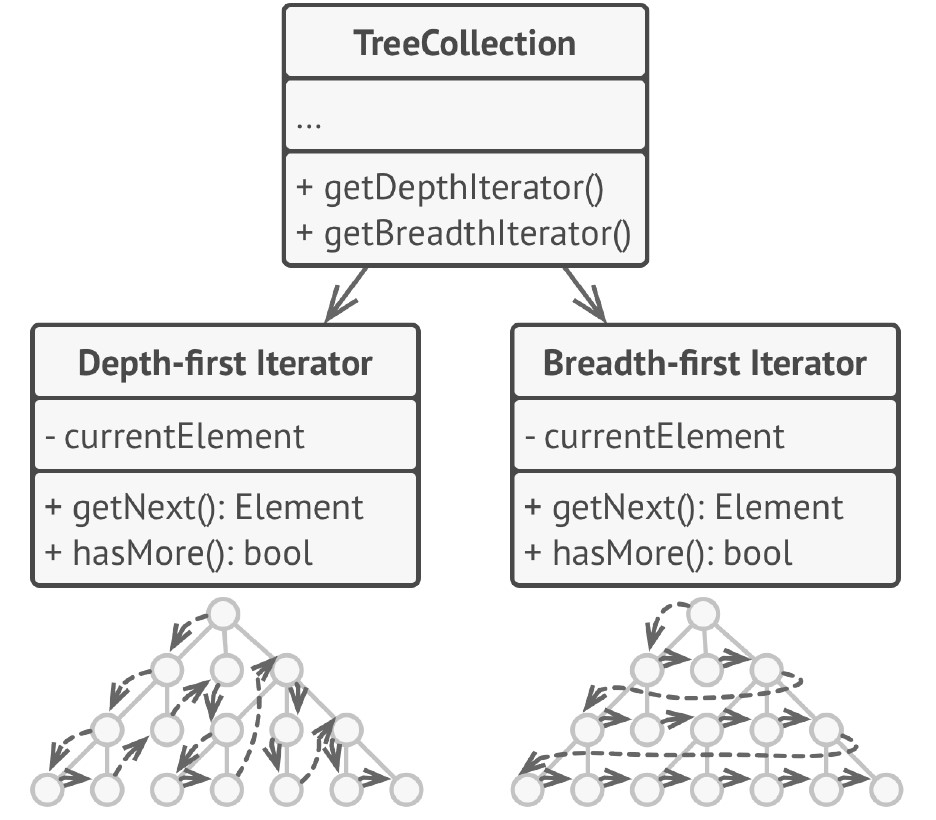 TreeCollection
...
+ getDepthIterator()
+ getBreadthIterator()
Depth-first Iterator
- currentElement
+ getNext(): Element
+ hasMore(): bool
Breadth-first Iterator
- currentElement
+ getNext(): Element
+ hasMore(): bool